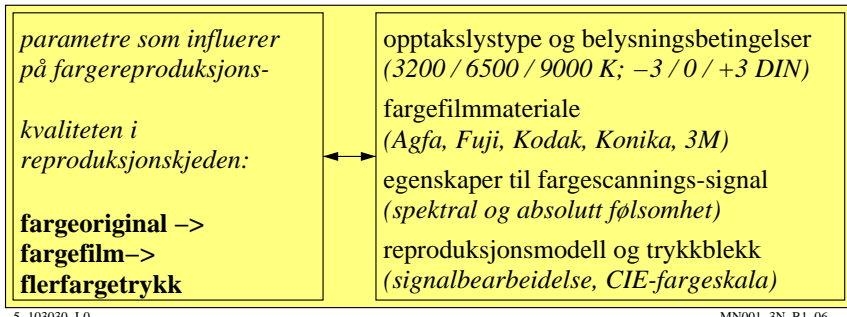 parametre som influerer
på fargereproduksjons-
kvaliteten i
reproduksjonskjeden:
fargeoriginal −>
fargefilm−>
flerfargetrykk
opptakslystype og belysningsbetingelser
(3200 / 6500 / 9000 K; −3 / 0 / +3 DIN)
fargefilmmateriale
(Agfa, Fuji, Kodak, Konika, 3M)
egenskaper til fargescannings-signal
(spektral og absolutt følsomhet)
reproduksjonsmodell og trykkblekk
(signalbearbeidelse, CIE-fargeskala)